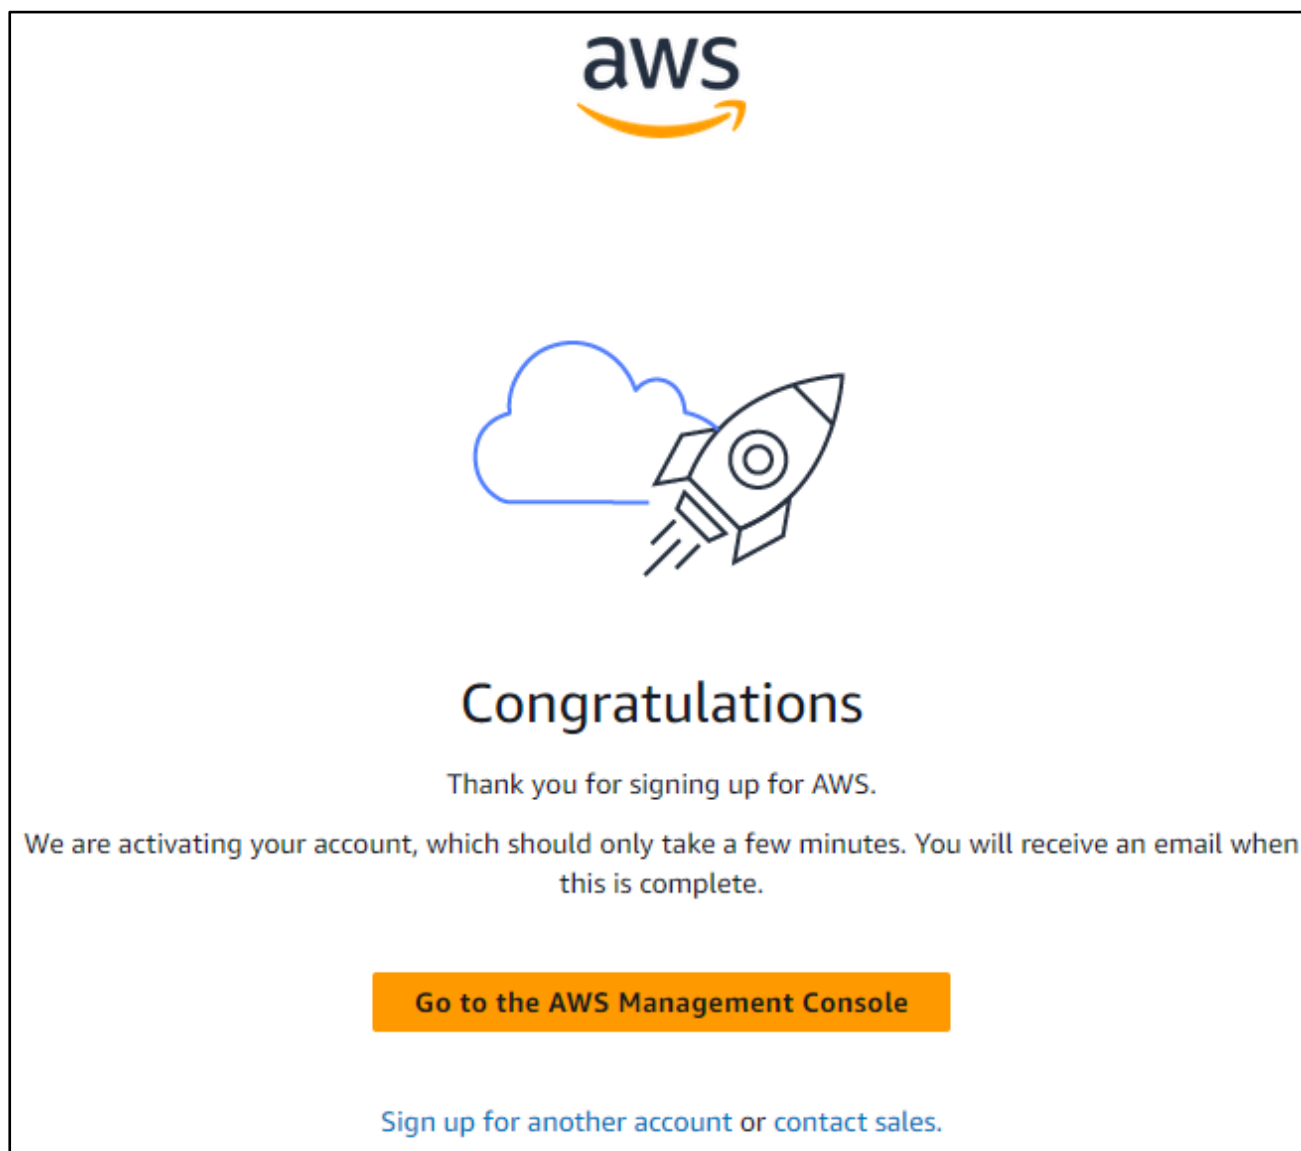 aws
Congratulations
Thank you for signing up for AWS.
We are activating your account, which should only take a few minutes. You will receive an email when
this is complete.
Go to the AWS Management Console
Sign up for another account or contact sales.